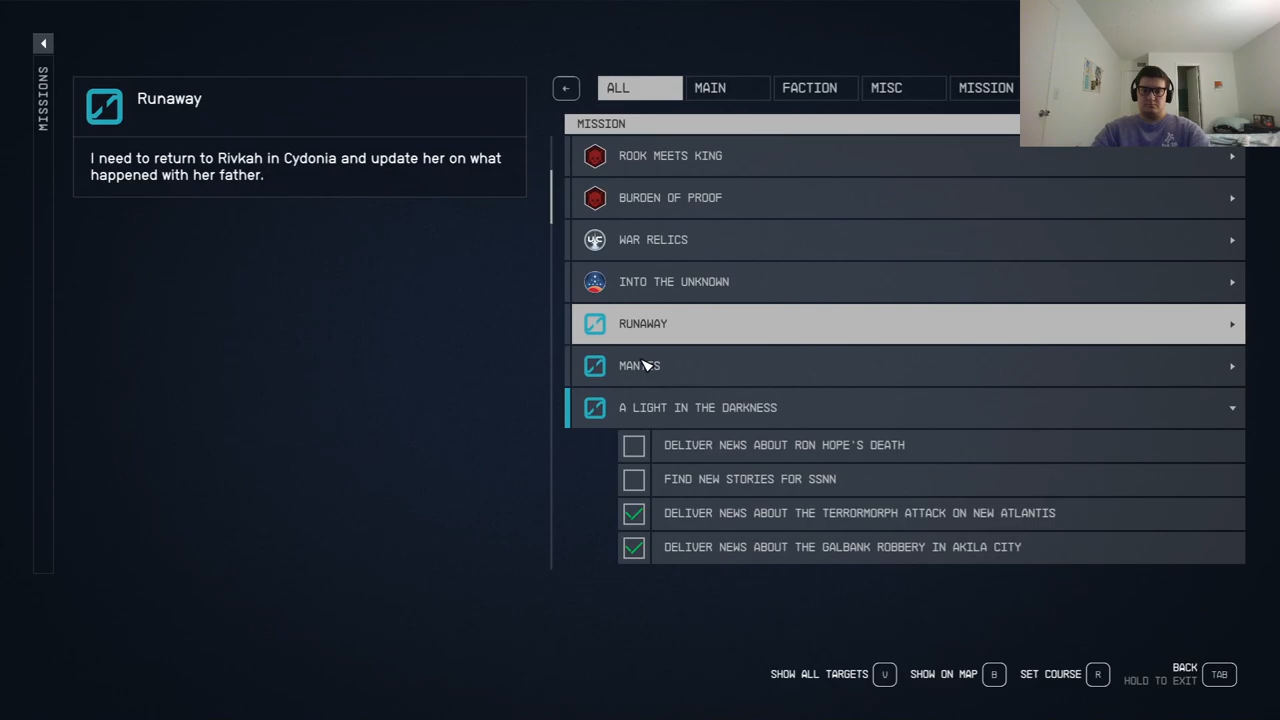 MISSIONS
Runaway
I need to return to Rivkah in Cydonia and update her on what
happened with her father.
ALL
MAIN
FACTION
MISC
MISSION
MISSION
ROOK MEETS KING
BURDEN OF PROOF
WAR RELICS
INTO THE UNKNOWN
RUNAWAY
A LIGHT IN THE DARKNESS
DELIVER NEWS ABOUT RON HOPE'S DEATH
FIND NEW STORIES FOR SSNN
DELIVER NEWS ABOUT THE TERRORMORPH ATTACK ON NEW ATLANTIS
DELIVER NEWS ABOUT THE GALBANK ROBBERY IN AKILA CITY
SHOW ALL TARGETS V SHOW ON MAP B SET COURSE R BACK TAB
HOLD TO EXIT